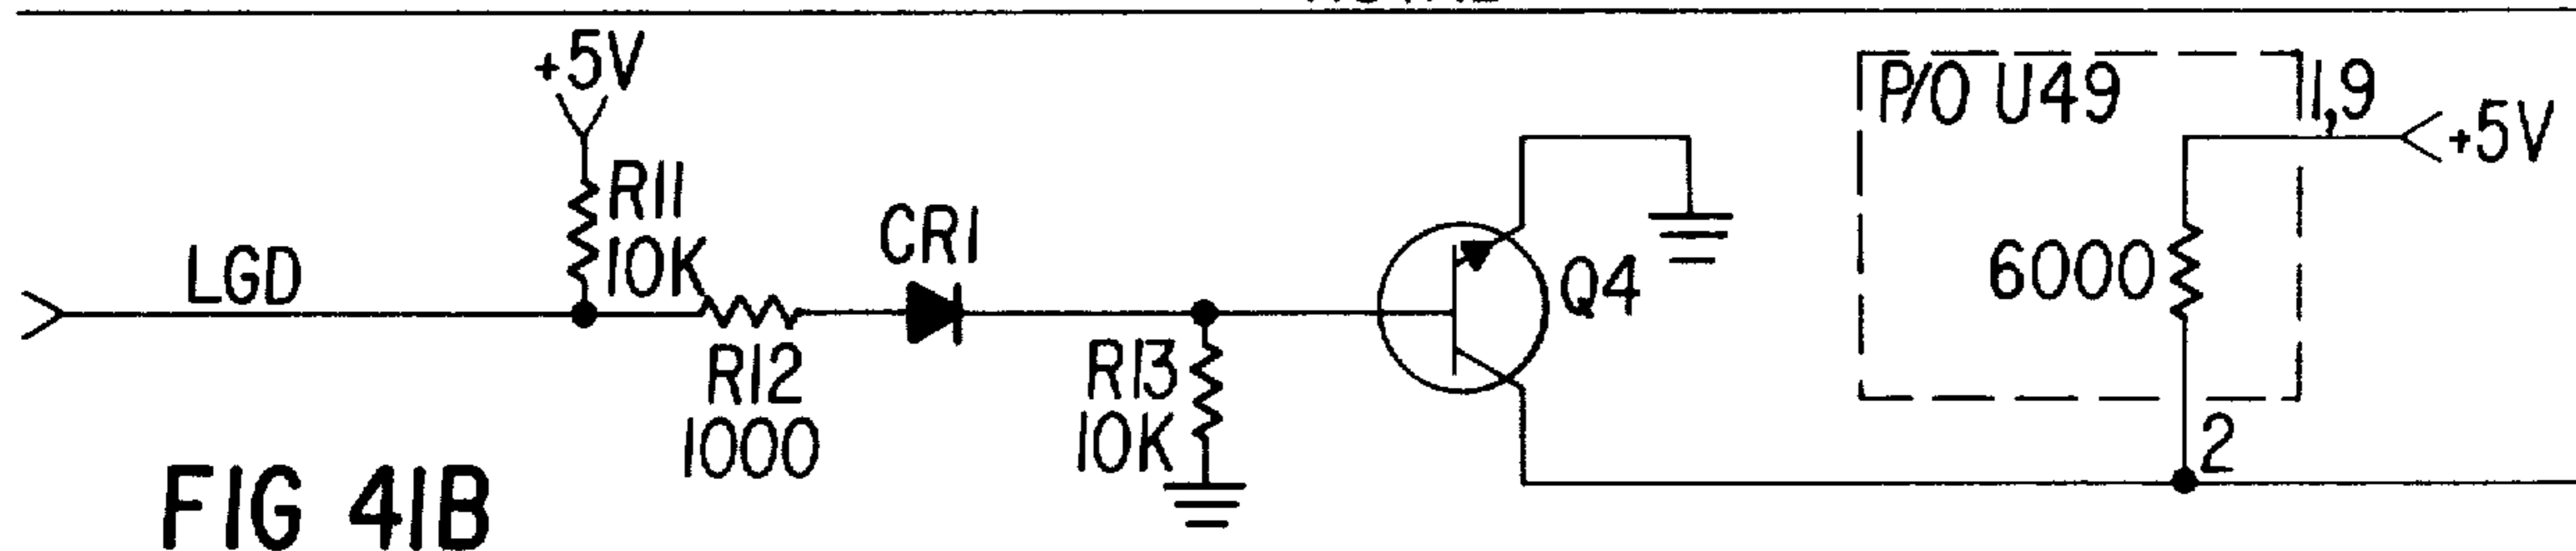 +5V
P/O U49
1,9
+5V
R11
10K
LGD
CR1
Q4
6000
R12
1000
R13
10K
2
FIG 41B